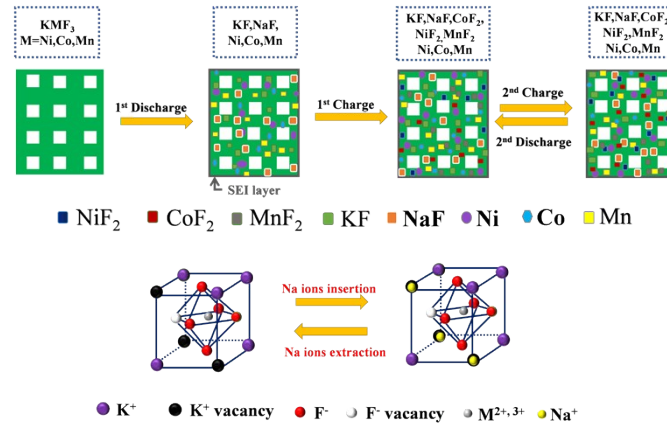 KMF₃
M=Ni,Co,Mn
KF,NaF,
Ni,Co,Mn
KF,NaF,CoF₂,
NiF₂,MnF₂
Ni,Co,Mn
KF,NaF,CoF₂
NiF₂,MnF₂
Ni,Co,Mn
1ˢᵗ Discharge
1ˢᵗ Charge
2ⁿᵈ Charge
2ⁿᵈ Discharge
SEI layer
NiF₂ CoF₂ MnF₂ KF NaF Ni Co Mn
Na ions insertion
Na ions extraction
K⁺ K⁺ vacancy F⁻ F⁻ vacancy M²⁺,³⁺ Na⁺